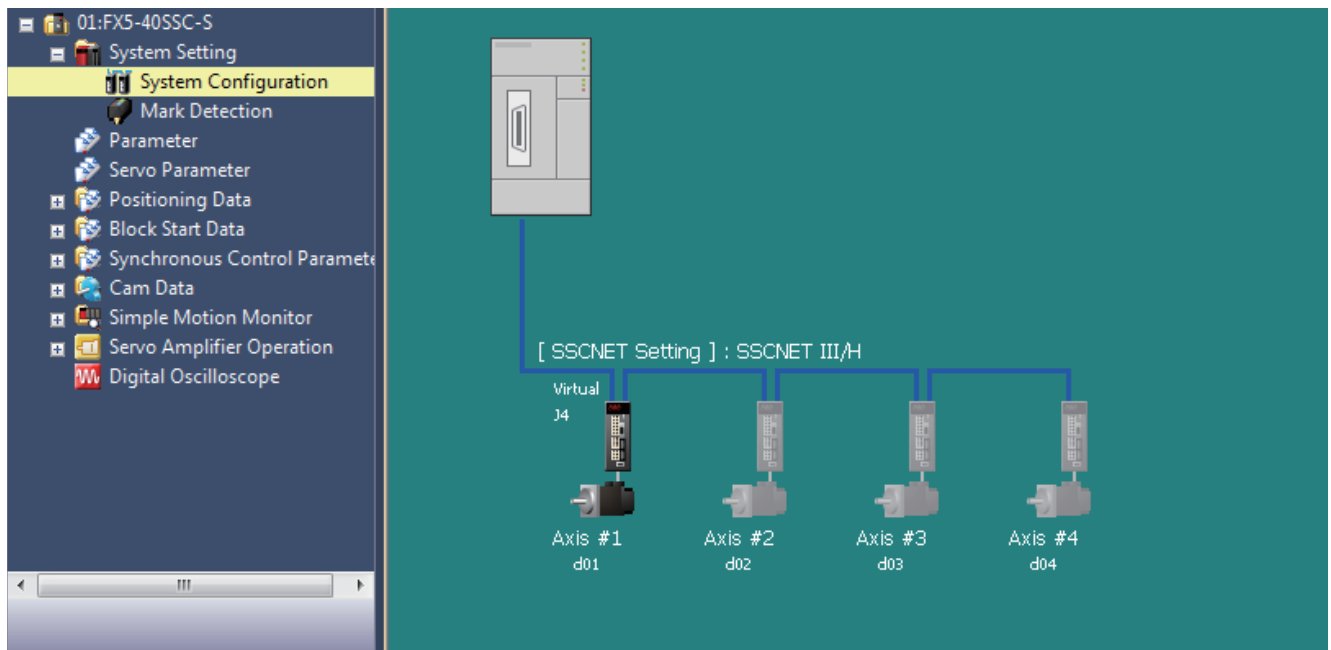 01:FX5-40SSC-S
System Setting
System Configuration
Mark Detection
Parameter
Servo Parameter
Positioning Data
Block Start Data
Synchronous Control Paramete
Cam Data
Simple Motion Monitor
Servo Amplifier Operation
Digital Oscilloscope
[ SSCNET Setting ] : SSCNET III/H
Virtual
J4
Axis #1
Axis #2
Axis #3
Axis #4
d01
d02
d03
d04